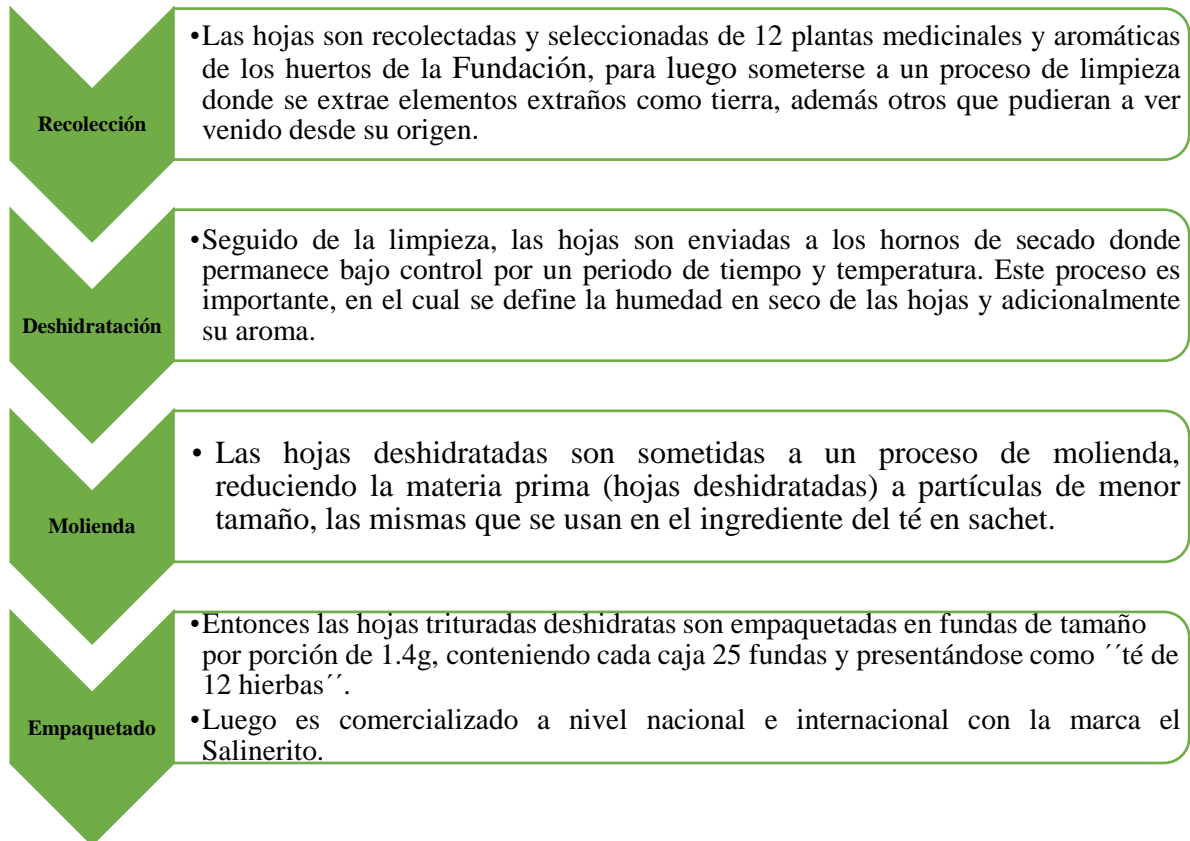 •Las hojas son recolectadas y seleccionadas de 12 plantas medicinales y aromáticas
de los huertos de la Fundación, para luego someterse a un proceso de limpieza
donde se extrae elementos extraños como tierra, además otros que pudieran a ver
venido desde su origen.
Recolección
•Seguido de la limpieza, las hojas son enviadas a los hornos de secado donde
permanece bajo control por un periodo de tiempo y temperatura. Este proceso es
importante, en el cual se define la humedad en seco de las hojas y adicionalmente
su aroma.
Deshidratación
• Las hojas deshidratadas son sometidas a un proceso de molienda,
reduciendo la materia prima (hojas deshidratadas) a partículas de menor
tamaño, las mismas que se usan en el ingrediente del té en sachet.
Molienda
•Entonces las hojas trituradas deshidratas son empaquetadas en fundas de tamaño
por porción de 1.4g, conteniendo cada caja 25 fundas y presentándose como ´´té de
12 hierbas´´.
•Luego es comercializado a nivel nacional e internacional con la marca el
Salinerito.
Empaquetado